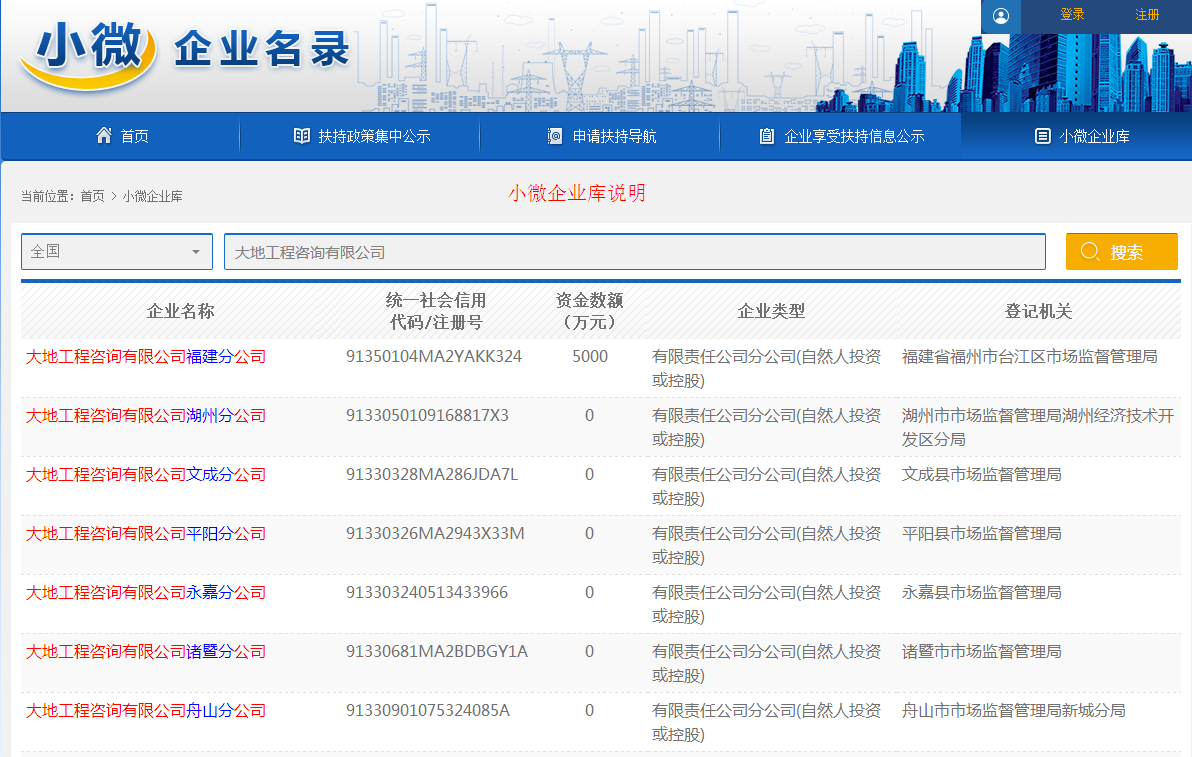 小微 企业名录
登录 注册
首页 扶持政策集中公示 申请扶持导航 企业享受扶持信息公示 小微企业库
当前位置：首页 > 小微企业库
小微企业库说明
全国 大地工程咨询有限公司 搜索
企业名称 统一社会信用代码/注册号 资金数额（万元） 企业类型 登记机关
大地工程咨询有限公司福建分公司 91350104MA2YAKK324 5000 有限责任公司分公司(自然人投资或控股) 福建省福州市台江区市场监督管理局
大地工程咨询有限公司湖州分公司 9133050109168817X3 0 有限责任公司分公司(自然人投资或控股) 湖州市市场监督管理局湖州经济技术开发区分局
大地工程咨询有限公司文成分公司 91330328MA286JDA7L 0 有限责任公司分公司(自然人投资或控股) 文成县市场监督管理局
大地工程咨询有限公司平阳分公司 91330326MA2943X33M 0 有限责任公司分公司(自然人投资或控股) 平阳县市场监督管理局
大地工程咨询有限公司永嘉分公司 913303240513433966 0 有限责任公司分公司(自然人投资或控股) 永嘉县市场监督管理局
大地工程咨询有限公司诸暨分公司 91330681MA2BDBGY1A 0 有限责任公司分公司(自然人投资或控股) 诸暨市市场监督管理局
大地工程咨询有限公司舟山分公司 91330901075324085A 0 有限责任公司分公司(自然人投资或控股) 舟山市市场监督管理局新城分局